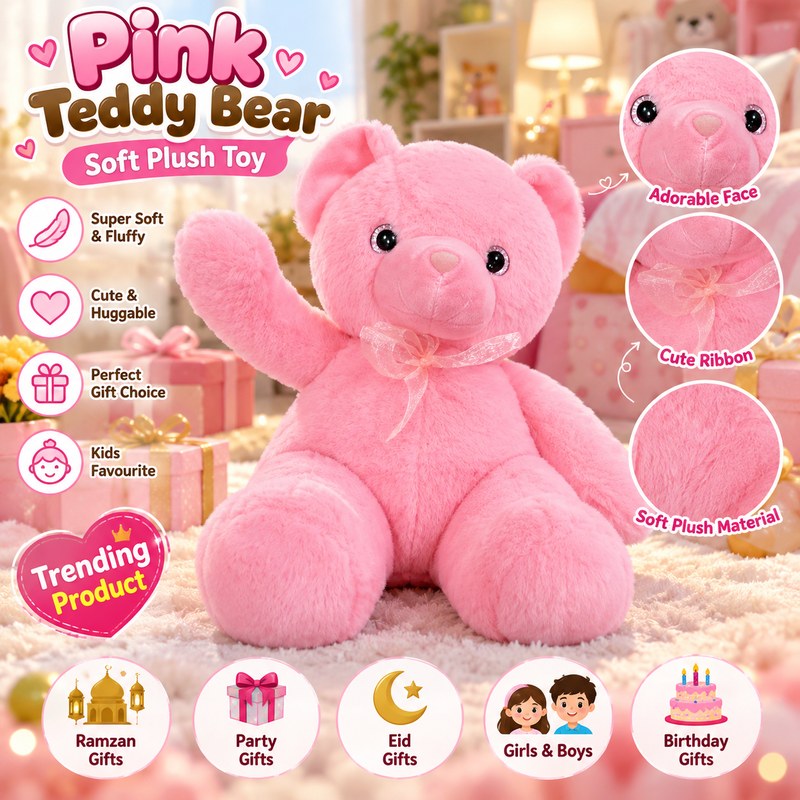 Pink
Teddy Bear
Soft Plush Toy
Super Soft
& Fluffy
Cute &
Huggable
Perfect
Gift Choice
Kids
Favourite
Trending
Product
Adorable Face
Cute Ribbon
Soft Plush Material
Ramzan
Gifts
Party
Gifts
Eid
Gifts
Girls & Boys
Birthday
Gifts